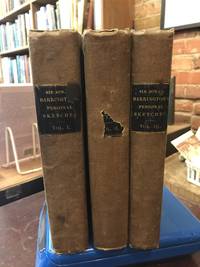 SIR JON.
BARRINGTON'S
PERSONAL
SKETCHES
VOL. I.
SIR JON.
BARRINGTON'S
PERSONAL
SKETCHES
VOL. III.